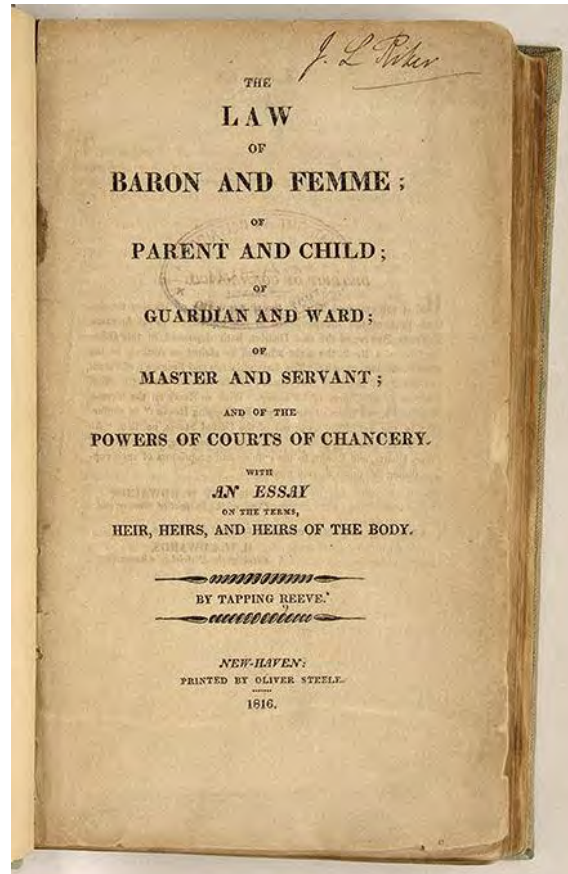 J. L Riker
THE
LAW
OF
BARON AND FEMME;
OF
PARENT AND CHILD;
OF
GUARDIAN AND WARD;
OF
MASTER AND SERVANT;
AND OF THE
POWERS OF COURTS OF CHANCERY.
WITH
AN ESSAY
ON THE TERMS,
HEIR, HEIRS, AND HEIRS OF THE BODY.
BY TAPPING REEVE.
NEW-HAVEN:
PRINTED BY OLIVER STEELE.
1816.